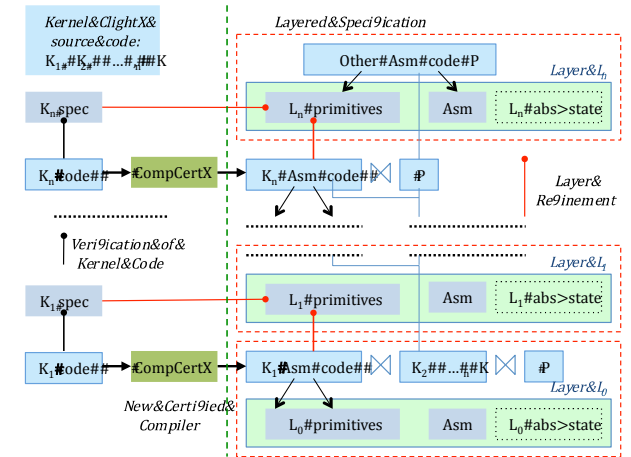 Kernel&ClightX&
source&code:
K1# #K2# ##...#,n ##K
Layered&Speci9ication
Other#Asm#code#P
Layer&Ln
Kn# spec
Ln#primitives
Asm
Ln#abs>state
Kn#code##
#CompCertX
Kn#Asm#code##
#P
Layer&
Re9inement
Veri9ication&of&
Kernel&Code
Layer&L1
K1# spec
L1#primitives
Asm
L1#abs>state
K1#code##
#CompCertX
K1#Asm#code##
K2##...#n#K
#P
Layer&L0
New&Certi9ied&
Compiler
L0#primitives
Asm
L0#abs>state